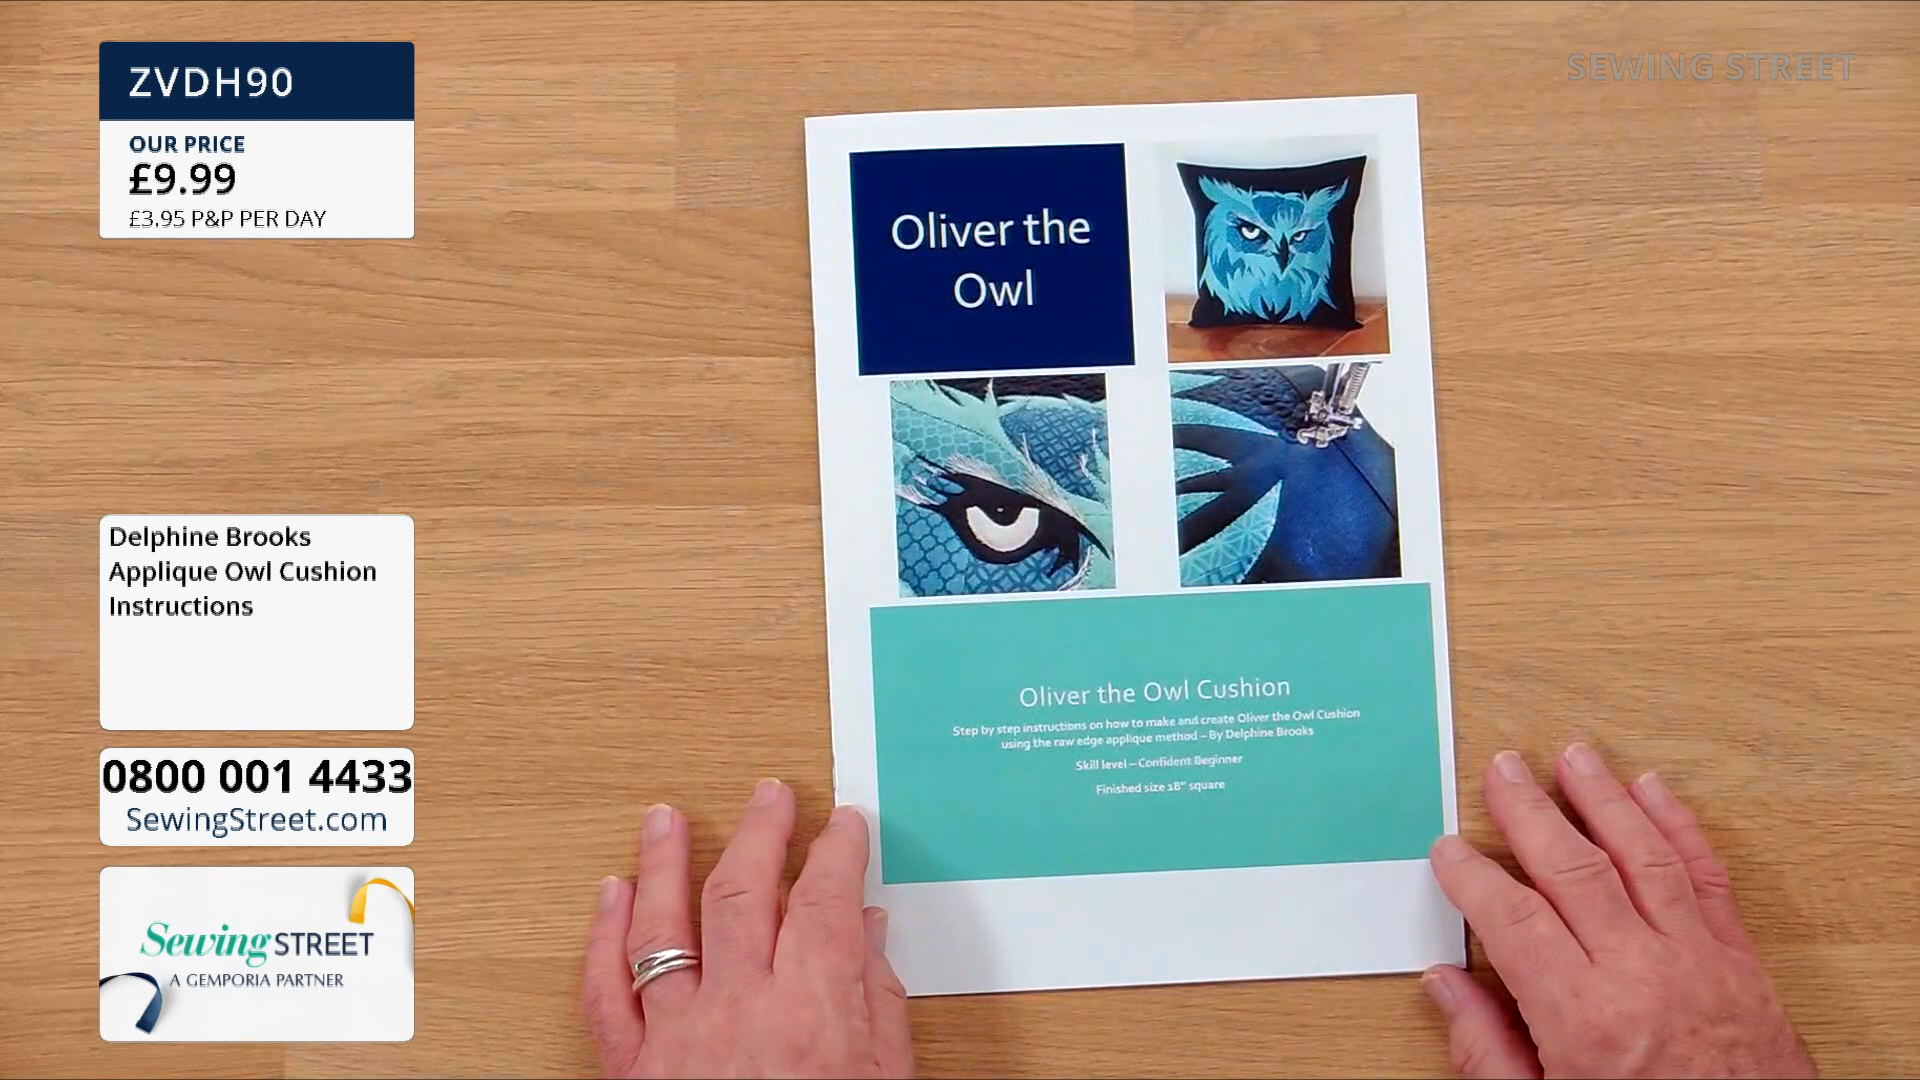 ZVDH90
OUR PRICE
£9.99
£3.95 P&P PER DAY
SEWING STREET
Oliver the
Owl
Delphine Brooks
Applique Owl Cushion
Instructions
Oliver the Owl Cushion
Step by step instructions on how to make and create Oliver the Owl Cushion
using the raw edge applique method – By Delphine Brooks
Skill level – Confident Beginner
Finished size 18" square
0800 001 4433
SewingStreet.com
Sewing STREET
A GEMPORIA PARTNER